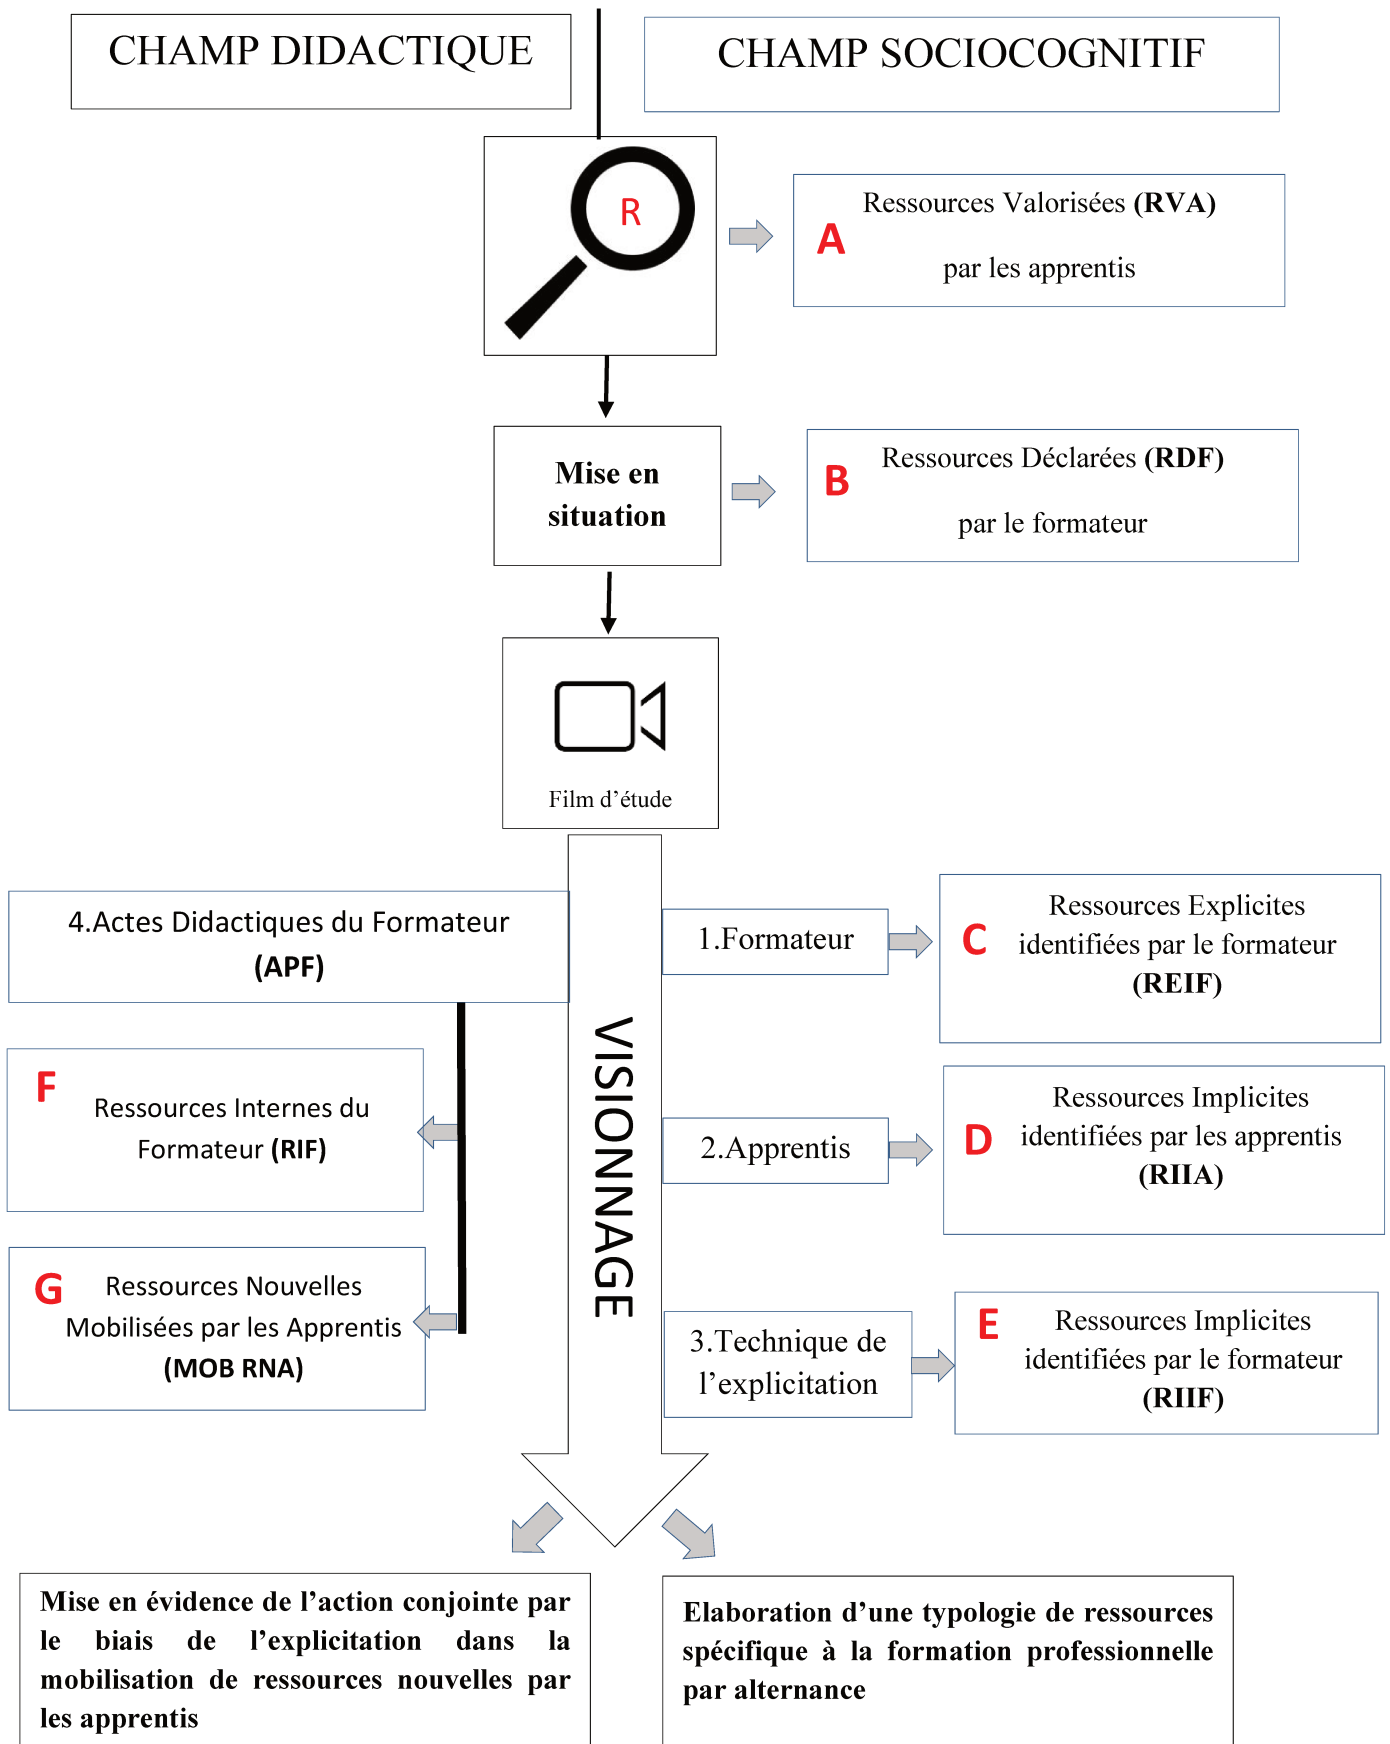 CHAMP DIDACTIQUE
CHAMP SOCIOCOGNITIF
R
A
Ressources Valorisées (RVA)
par les apprentis
Mise en
situation
B
Ressources Déclarées (RDF)
par le formateur
Film d’étude
VISIONNAGE
4.Actes Didactiques du Formateur
(APF)
1.Formateur
C
Ressources Explicites
identifiées par le formateur
(REIF)
F
Ressources Internes du
Formateur (RIF)
2.Apprentis
D
Ressources Implicites
identifiées par les apprentis
(RIIA)
G
Ressources Nouvelles
Mobilisées par les Apprentis
(MOB RNA)
3.Technique de
l’explicitation
E
Ressources Implicites
identifiées par le formateur
(RIIF)
Mise en évidence de l’action conjointe par
le biais de l’explicitation dans la
mobilisation de ressources nouvelles par
les apprentis
Elaboration d’une typologie de ressources
spécifique à la formation professionnelle
par alternance